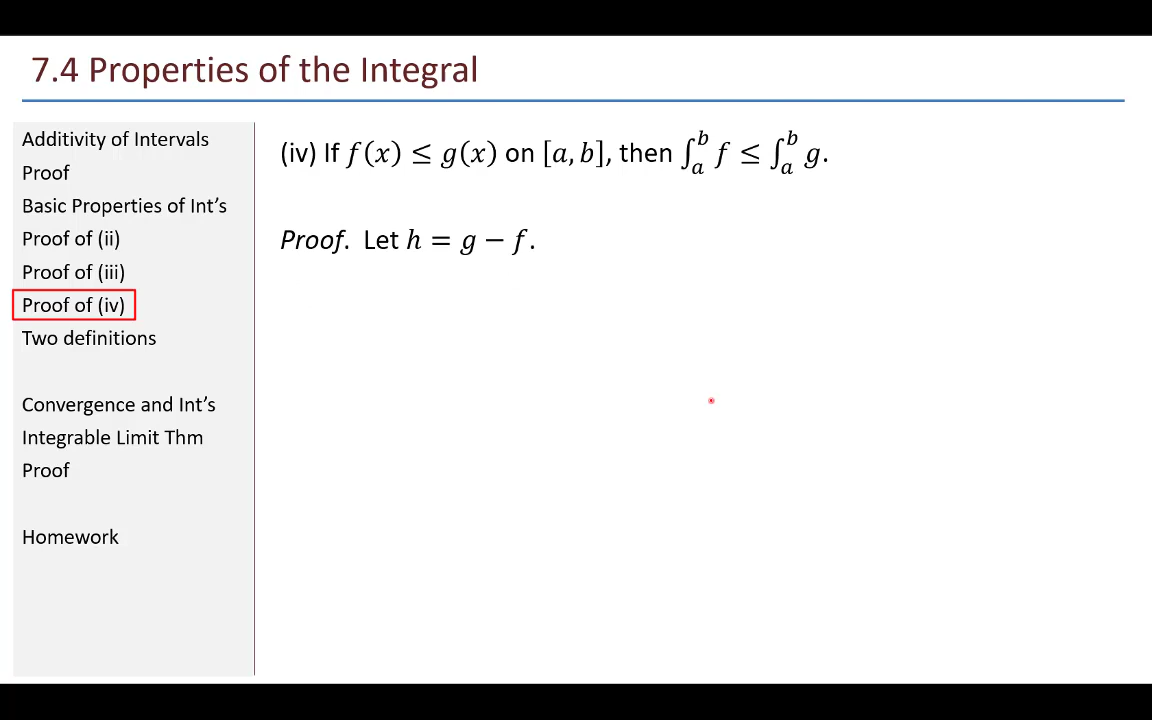 7.4 Properties of the Integral
Additivity of Intervals
Proof
Basic Properties of Int's
Proof of (ii)
Proof of (iii)
Proof of (iv)
Two definitions
Convergence and Int's
Integrable Limit Thm
Proof
Homework
(iv) If f(x) ≤ g(x) on [a, b], then ∫_a^b f ≤ ∫_a^b g.
Proof. Let h = g − f.